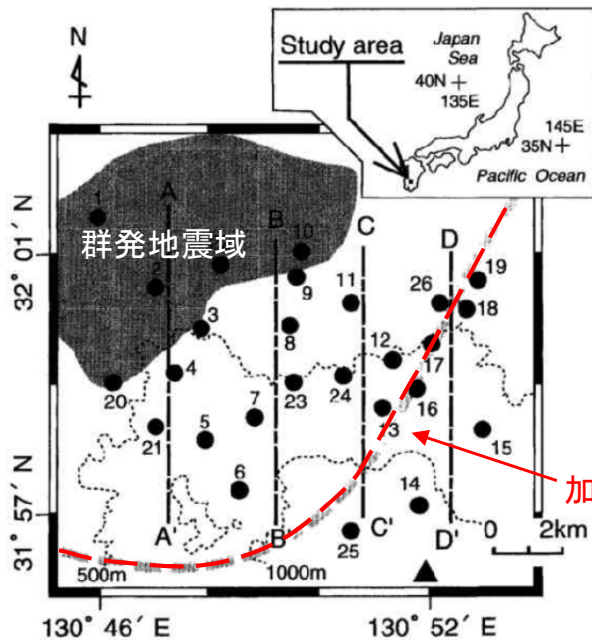 N
Study area
Japan
Sea
40N
135E
145E
35N
Pacific Ocean
32° 01′ N
31° 57′ N
群発地震域
A
B
C
D
1
2
3
4
5
6
7
8
9
10
11
12
13
14
15
16
17
18
19
20
21
23
24
25
26
加
A'
B'
C'
D'
0 2km
500m
1000m
130° 46′ E
130° 52′ E